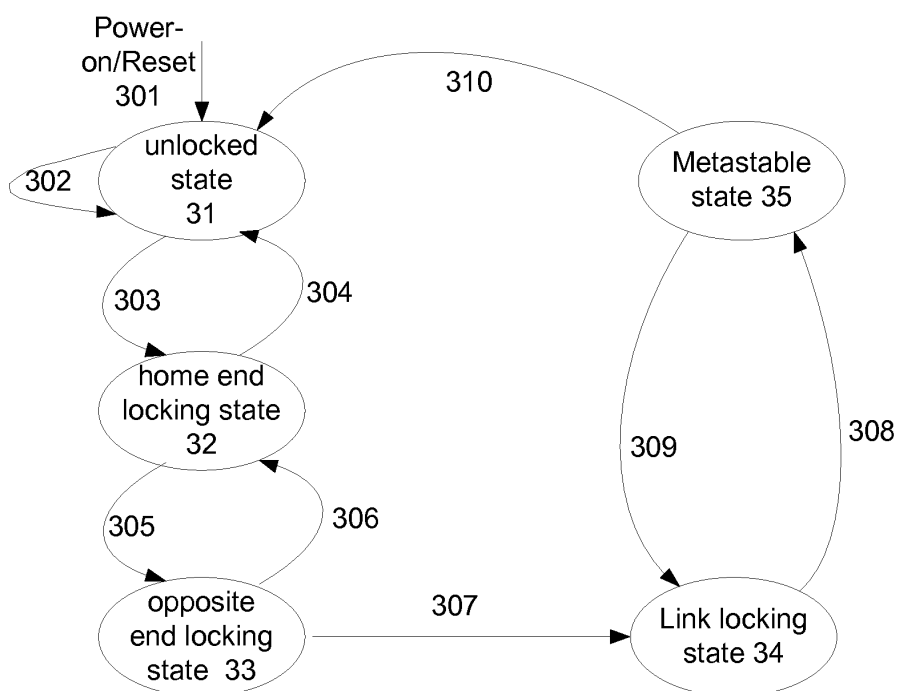 Power-
on/Reset
301
310
unlocked
state
31
302
Metastable
state 35
303
304
home end
locking state
32
309
308
305
306
opposite
end locking
state 33
307
Link locking
state 34